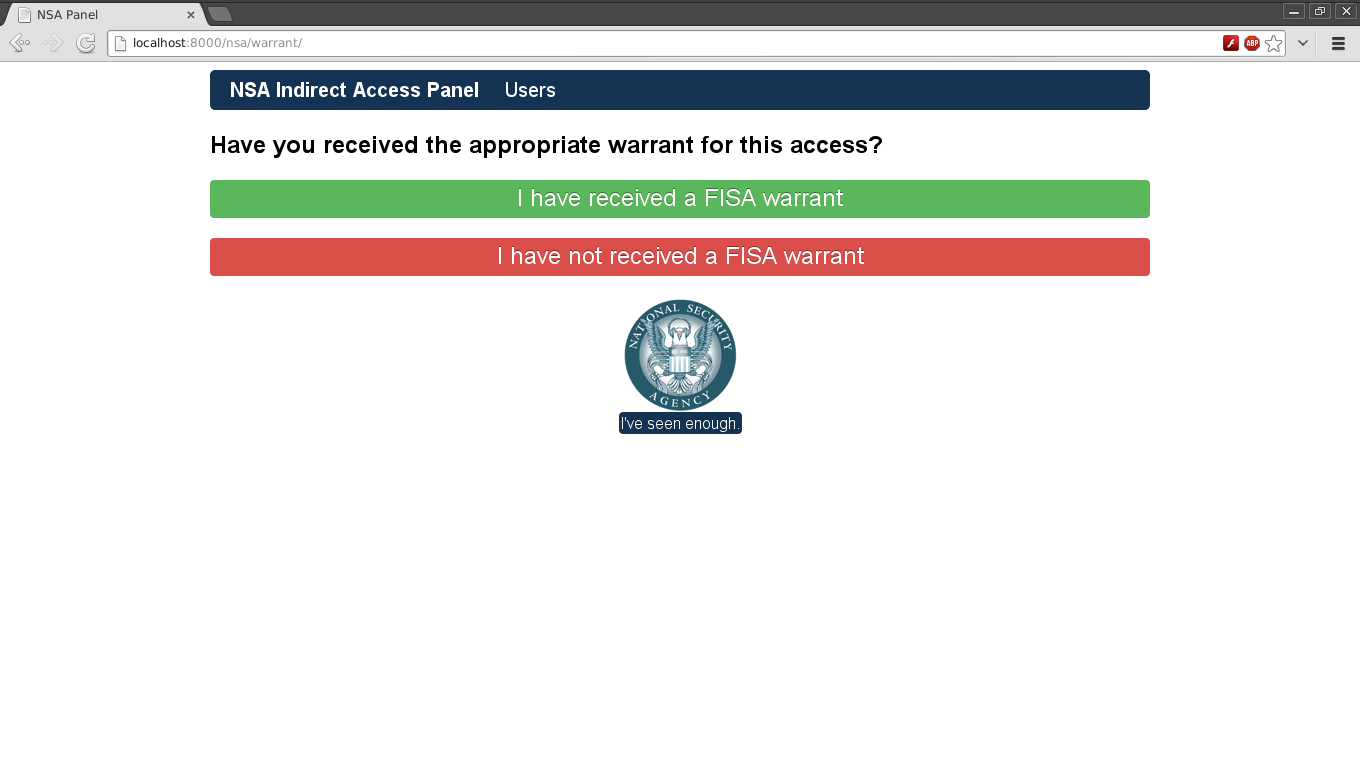 NSA Panel
localhost:8000/nsa/warrant/
ABP
NSA Indirect Access Panel Users
Have you received the appropriate warrant for this access?
I have received a FISA warrant
I have not received a FISA warrant
NATIONAL SECURITY
AGENCY
I've seen enough.